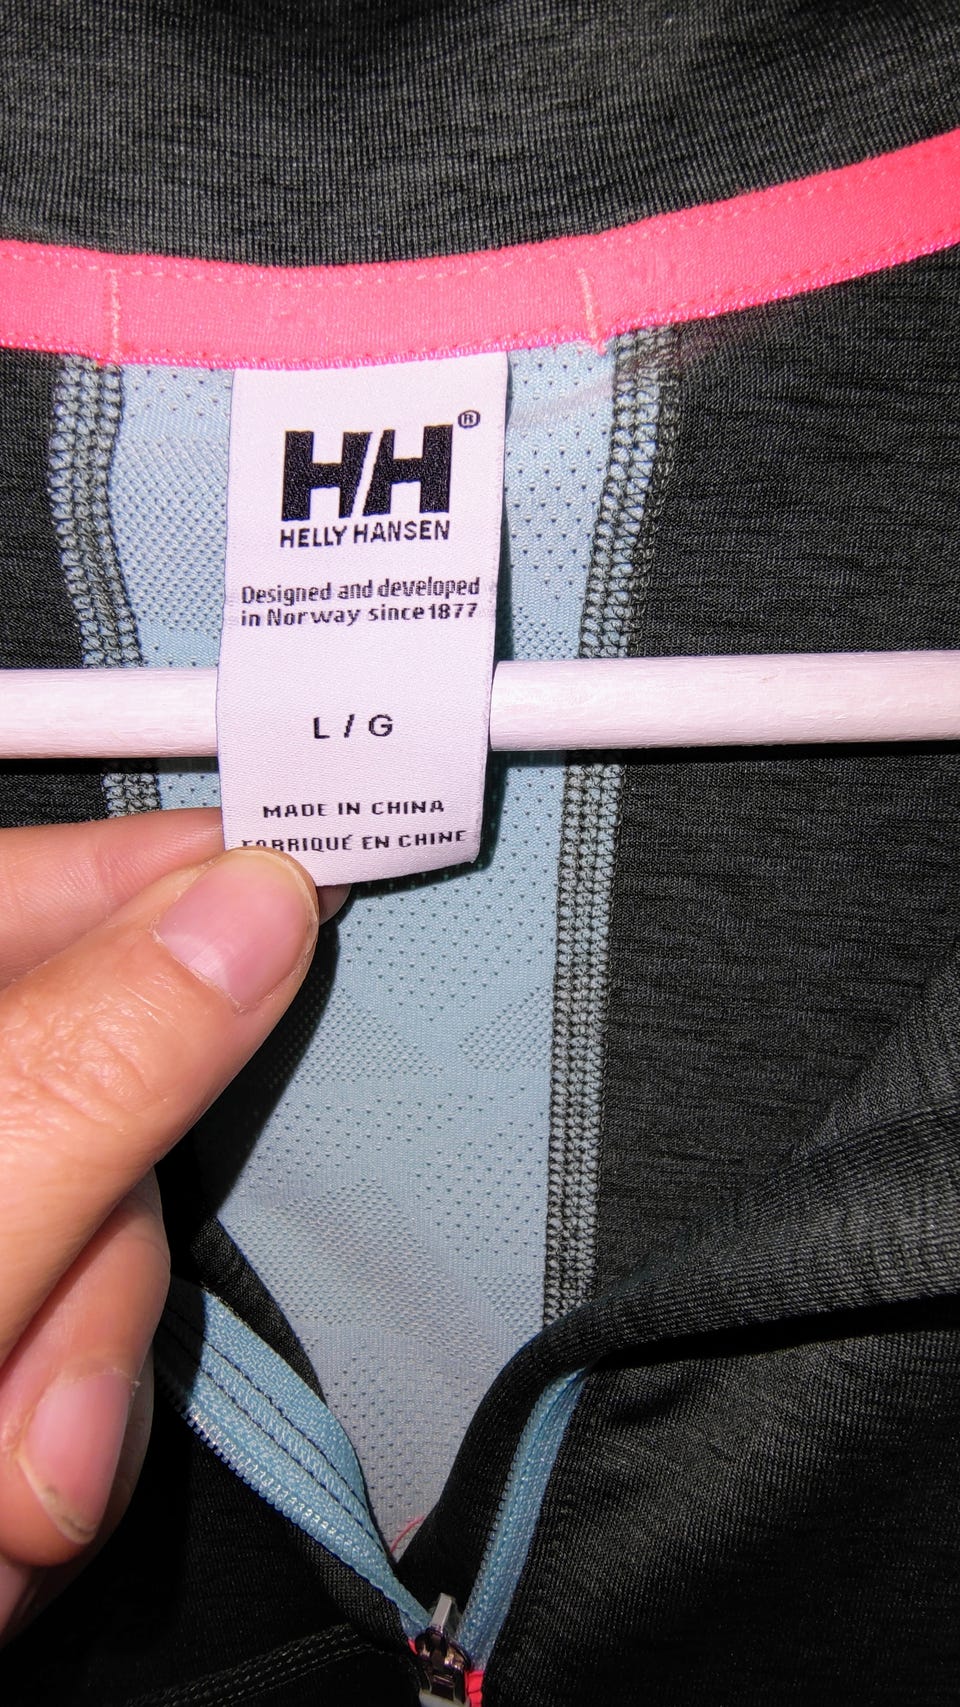 HH®
HELLY HANSEN
Designed and developed
in Norway since 1877
L / G
MADE IN CHINA
FABRIQUÉ EN CHINE